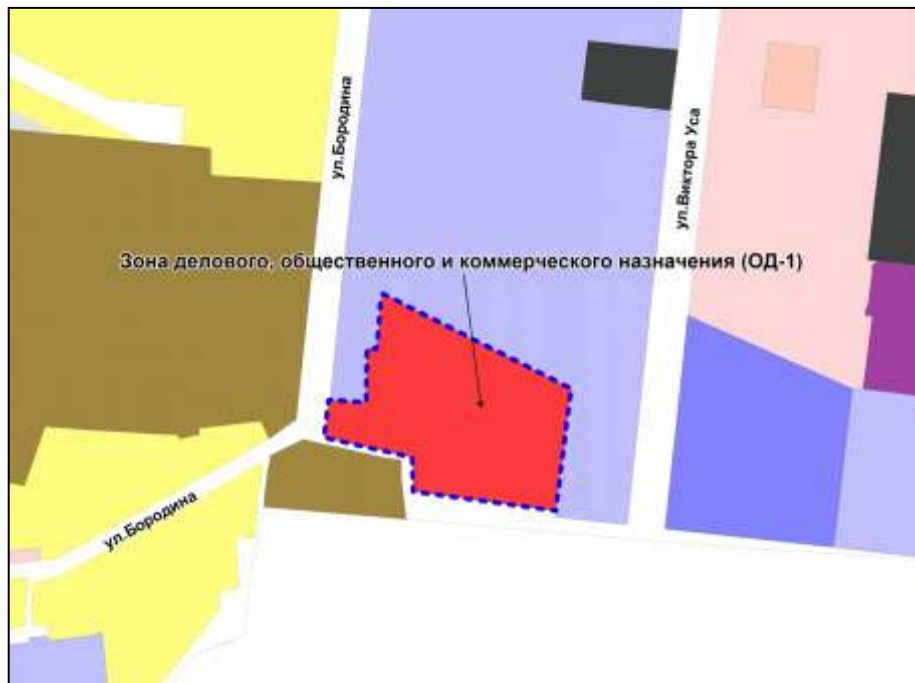 ул.Бородина
ул.Виктора Уса
Зона делового, общественного и коммерческого назначения (ОД-1)
ул.Бородина